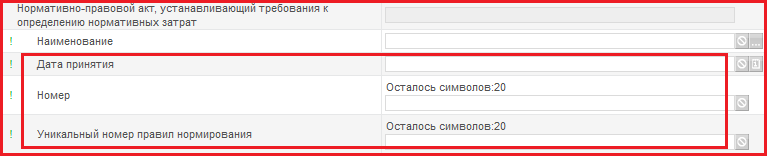 Нормативно-правовой акт, устанавливающий требования к
определению нормативных затрат
! Наименование ...
! Дата принятия 1
Осталось символов:20
! Номер
Осталось символов:20
! Уникальный номер правил нормирования